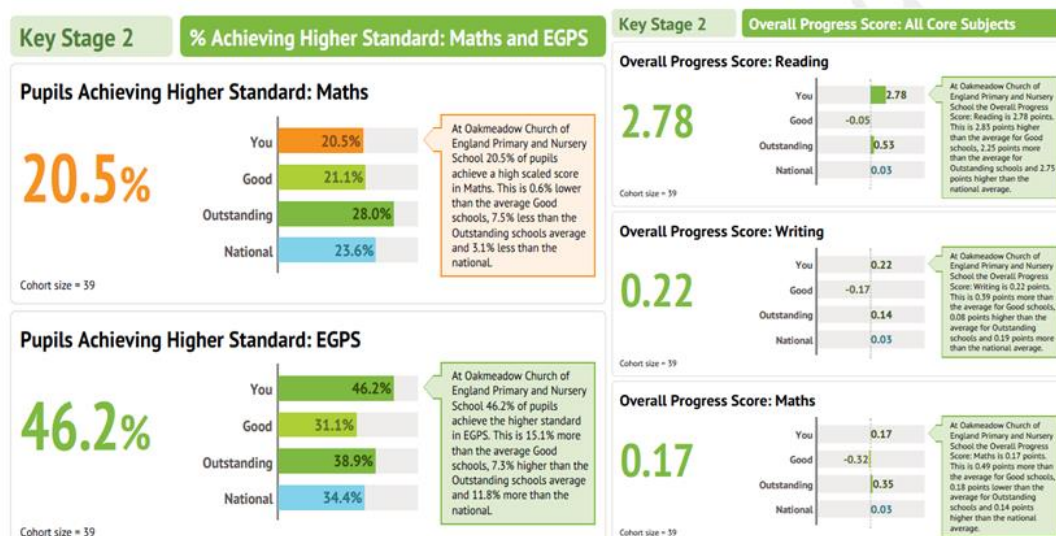 Key Stage 2
% Achieving Higher Standard: Maths and EGPS
Pupils Achieving Higher Standard: Maths
20.5%
You
20.5%
Good
21.1%
Outstanding
28.0%
National
23.6%
Cohort size = 39
At Oakmeadow Church of
England Primary and Nursery
School 20.5% of pupils
achieve a high scaled score
in Maths. This is 0.6% lower
than the average Good
schools, 7.5% less than the
Outstanding schools average
and 3.1% less than the
national.
Pupils Achieving Higher Standard: EGPS
46.2%
You
46.2%
Good
31.1%
Outstanding
38.9%
National
34.4%
Cohort size = 39
At Oakmeadow Church of
England Primary and Nursery
School 46.2% of pupils
achieve the higher standard
in EGPS. This is 15.1% more
than the average Good
schools, 7.3% higher than the
Outstanding schools average
and 11.8% more than the
national.
Key Stage 2
Overall Progress Score: All Core Subjects
Overall Progress Score: Reading
2.78
You
2.78
Good
-0.05
Outstanding
0.53
National
0.03
Cohort size = 39
At Oakmeadow Church of
England Primary and Nursery
School the Overall Progress
Score: Reading is 2.78 points.
This is 2.83 points higher
than the average for Good
schools, 2.25 points more
than the average for
Outstanding schools and 2.75
points higher than the
national average.
Overall Progress Score: Writing
0.22
You
0.22
Good
-0.17
Outstanding
0.14
National
0.03
Cohort size = 39
At Oakmeadow Church of
England Primary and Nursery
School the Overall Progress
Score: Writing is 0.22 points.
This is 0.39 points more than
the average for Good schools,
0.08 points higher than the
average for Outstanding
schools and 0.19 points more
than the national average.
Overall Progress Score: Maths
0.17
You
0.17
Good
-0.32
Outstanding
0.35
National
0.03
Cohort size = 39
At Oakmeadow Church of
England Primary and Nursery
School the Overall Progress
Score: Maths is 0.17 points.
This is 0.49 points more than
the average for Good schools,
0.18 points lower than the
average for Outstanding
schools and 0.14 points
higher than the national
average.